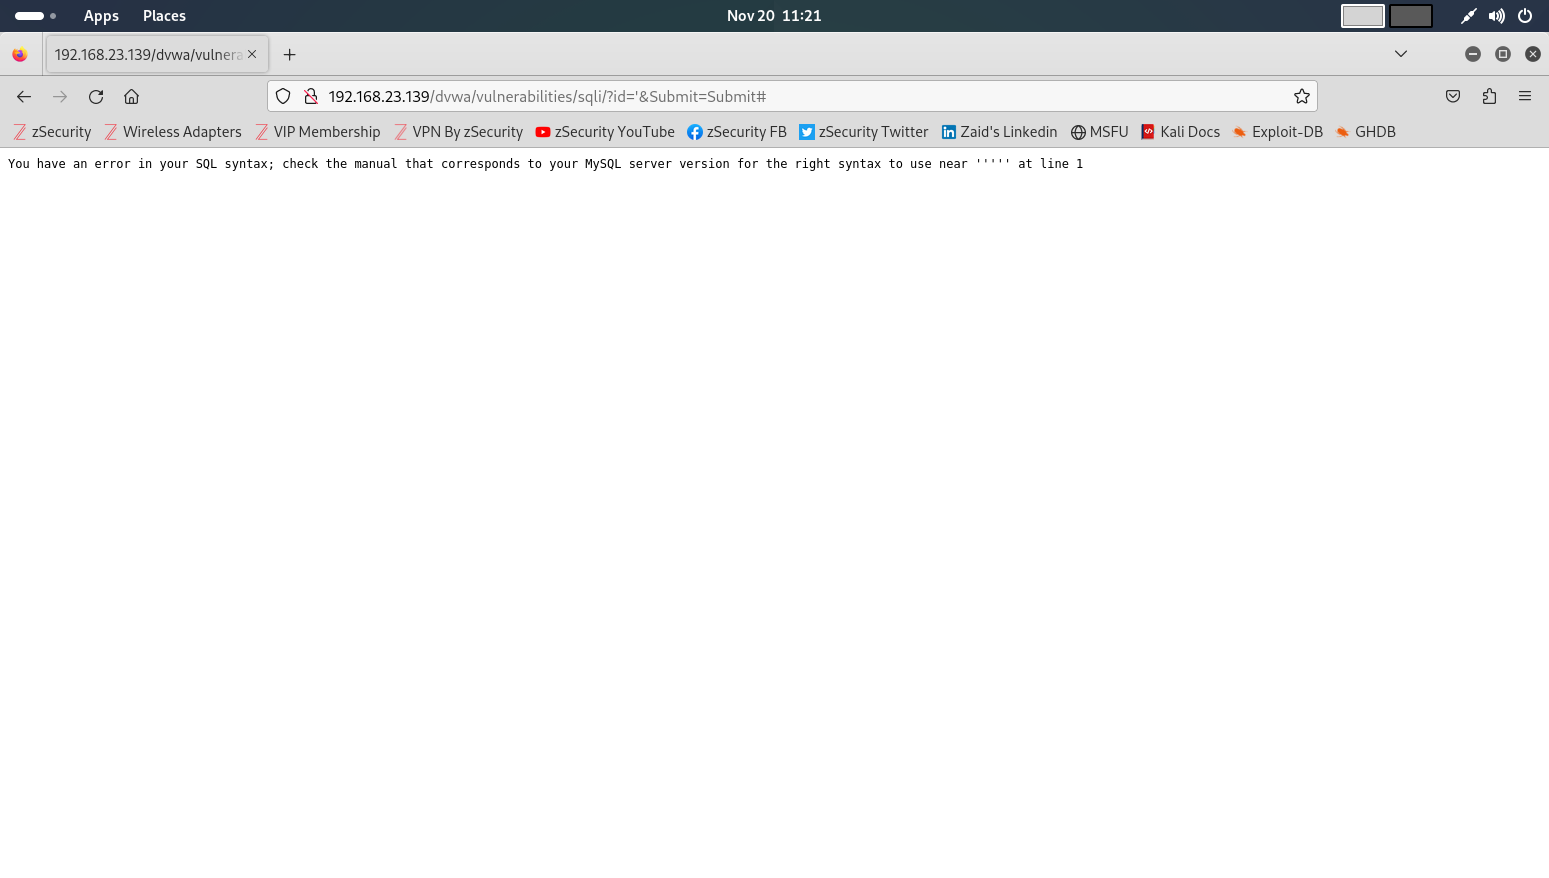 Apps Places Nov 20 11:21
192.168.23.139/dvwa/vulnera
192.168.23.139/dvwa/vulnerabilities/sqli/?id='&Submit=Submit#
zSecurity Wireless Adapters VIP Membership VPN By zSecurity zSecurity YouTube zSecurity FB zSecurity Twitter Zaid's Linkedin MSFU Kali Docs Exploit-DB GHDB
You have an error in your SQL syntax; check the manual that corresponds to your MySQL server version for the right syntax to use near ''''' at line 1